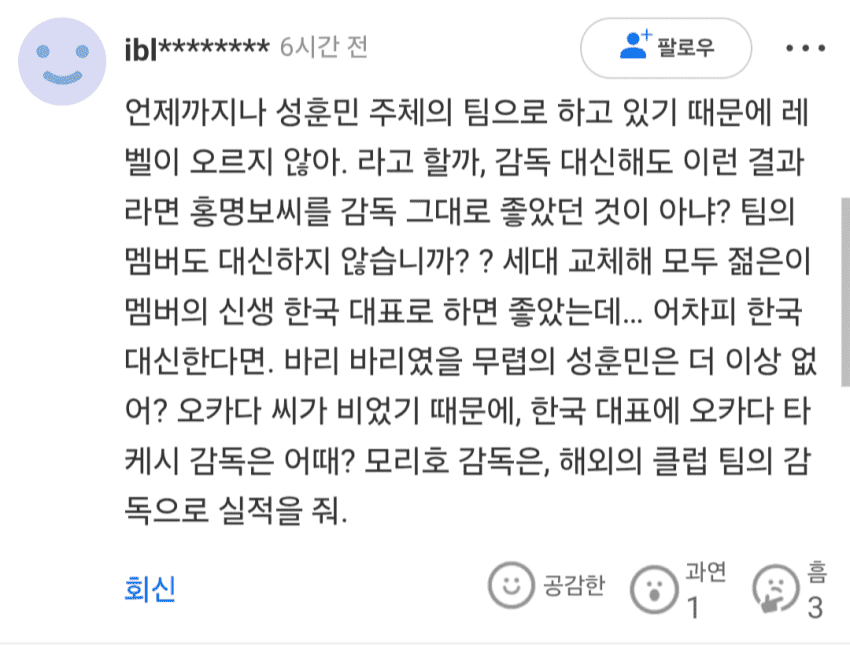 ibl******** 6시간 전
팔로우
언제까지나 성훈민 주체의 팀으로 하고 있기 때문에 레
벨이 오르지 않아. 라고 할까, 감독 대신해도 이런 결과
라면 홍명보씨를 감독 그대로 좋았던 것이 아냐? 팀의
멤버도 대신하지 않습니까? ? 세대 교체해 모두 젊은이
멤버의 신생 한국 대표로 하면 좋았는데... 어차피 한국
대신한다면. 바리 바리였을 무렵의 성훈민은 더 이상 없
어? 오카다 씨가 비었기 때문에, 한국 대표에 오카다 타
케시 감독은 어때? 모리호 감독은, 해외의 클럽 팀의 감
독으로 실적을 줘.
회신
공감한
과연
1
흠
3